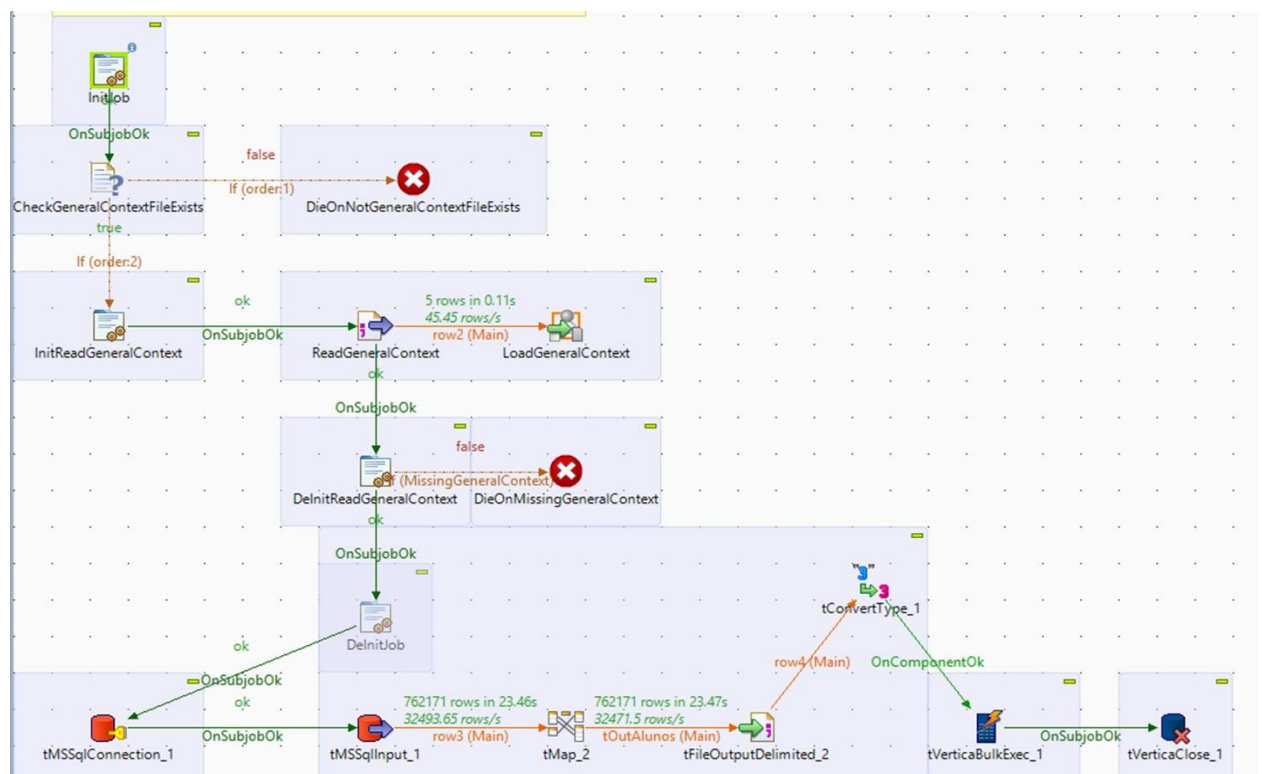 InitJob
ok
OnSubjobOk
false
If (order:1)
CheckGeneralContextFileExists
DieOnNotGeneralContextFileExists
true
If (order:2)
ok
OnSubjobOk
5 rows in 0.11s
45.45 rows/s
row2 (Main)
InitReadGeneralContext
ReadGeneralContext
LoadGeneralContext
ok
OnSubjobOk
false
If (MissingGeneralContext)
DeInitReadGeneralContext
DieOnMissingGeneralContext
ok
OnSubjobOk
"3"
3
tConvertType_1
DeInitJob
ok
OnSubjobOk
row4 (Main)
OnComponentOk
ok
OnSubjobOk
762171 rows in 23.46s
32493.65 rows/s
row3 (Main)
762171 rows in 23.47s
32471.5 rows/s
tOutAlunos (Main)
OnSubjobOk
tMSSqlConnection_1
tMSSqlInput_1
tMap_2
tFileOutputDelimited_2
tVerticaBulkExec_1
tVerticaClose_1